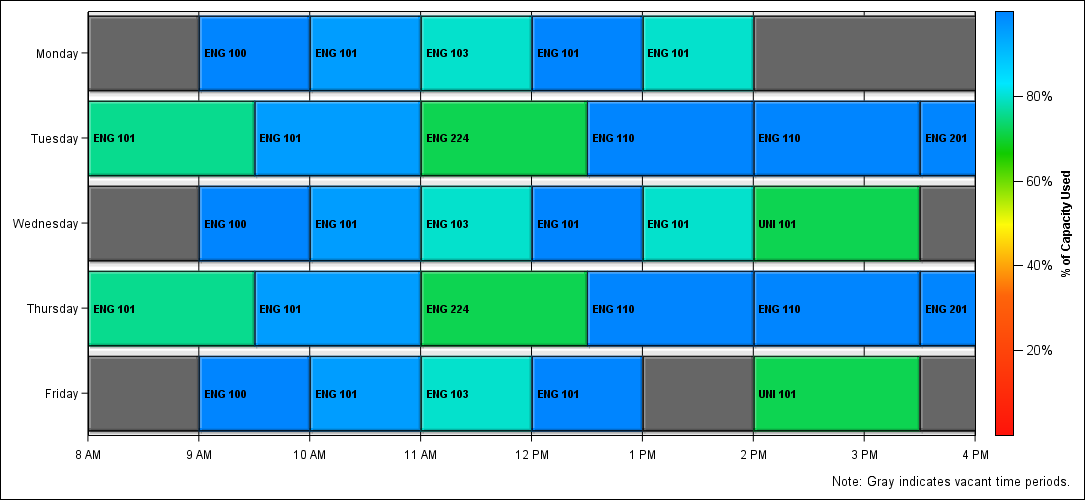 Monday ENG 100 ENG 101 ENG 103 ENG 101 ENG 101
80%
Tuesday ENG 101 ENG 101 ENG 224 ENG 110 ENG 110 ENG 201
60%
Wednesday ENG 100 ENG 101 ENG 103 ENG 101 ENG 101 UNI 101
% of Capacity Used
40%
Thursday ENG 101 ENG 101 ENG 224 ENG 110 ENG 110 ENG 201
20%
Friday ENG 100 ENG 101 ENG 103 ENG 101 UNI 101
8 AM 9 AM 10 AM 11 AM 12 PM 1 PM 2 PM 3 PM 4 PM
Note: Gray indicates vacant time periods.